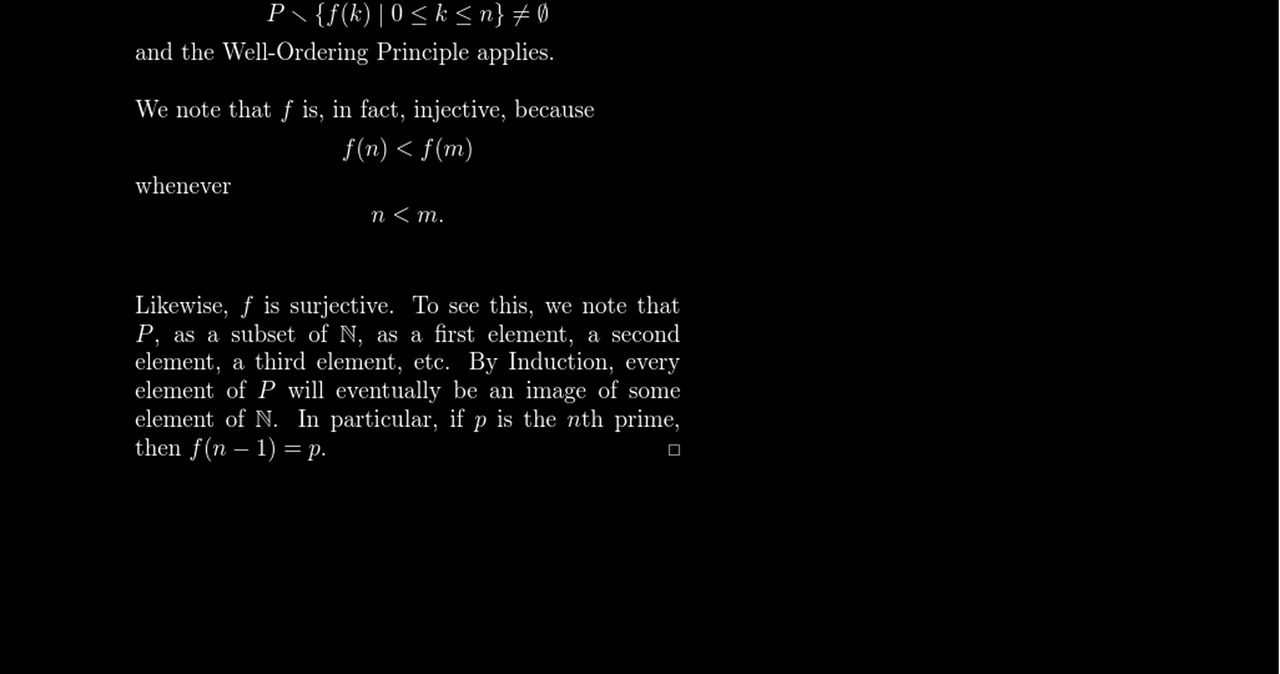 P ∖ {f(k) | 0 ≤ k ≤ n} ≠ ∅
and the Well-Ordering Principle applies.
We note that f is, in fact, injective, because
f(n) < f(m)
whenever
n < m.
Likewise, f is surjective. To see this, we note that
P, as a subset of ℕ, as a first element, a second
element, a third element, etc. By Induction, every
element of P will eventually be an image of some
element of ℕ. In particular, if p is the nth prime,
then f(n − 1) = p. □